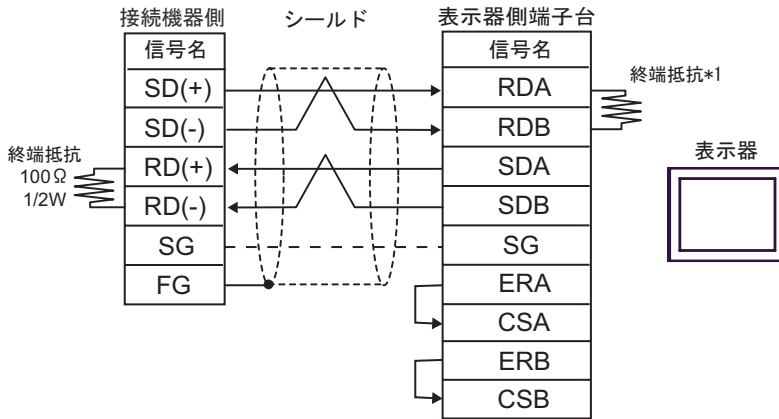 接続機器側
シールド
表示器側端子台
信号名
SD(+)
SD(-)
RD(+)
RD(-)
SG
FG
終端抵抗
100Ω
1/2W
信号名
RDA
RDB
SDA
SDB
SG
ERA
CSA
ERB
CSB
終端抵抗*1
表示器